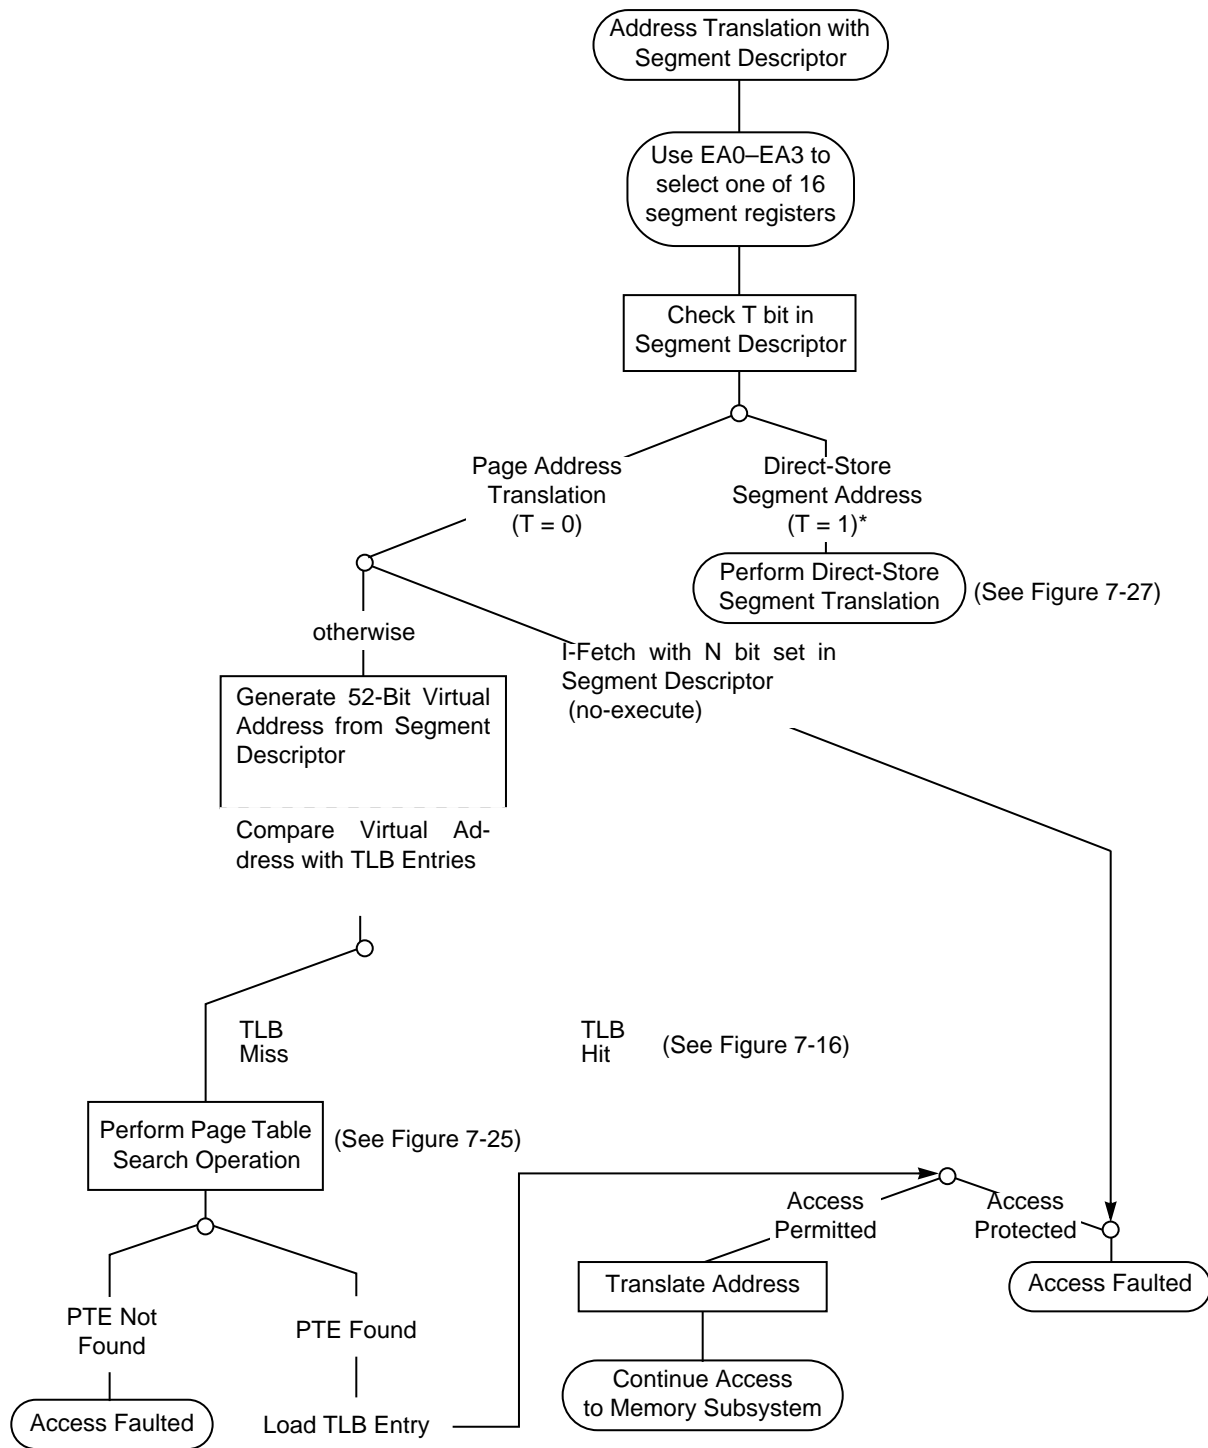 Address Translation with
Segment Descriptor
Use EA0–EA3 to
select one of 16
segment registers
Check T bit in
Segment Descriptor
Page Address
Translation
(T = 0)
Direct-Store
Segment Address
(T = 1)*
Perform Direct-Store
Segment Translation
(See Figure 7-27)
otherwise
I-Fetch with N bit set in
Segment Descriptor
(no-execute)
Generate 52-Bit Virtual
Address from Segment
Descriptor
Compare Virtual Ad-
dress with TLB Entries
TLB
Miss
TLB
Hit
(See Figure 7-16)
Perform Page Table
Search Operation
(See Figure 7-25)
Access
Permitted
Access
Protected
Translate Address
Access Faulted
PTE Not
Found
PTE Found
Continue Access
to Memory Subsystem
Access Faulted
Load TLB Entry